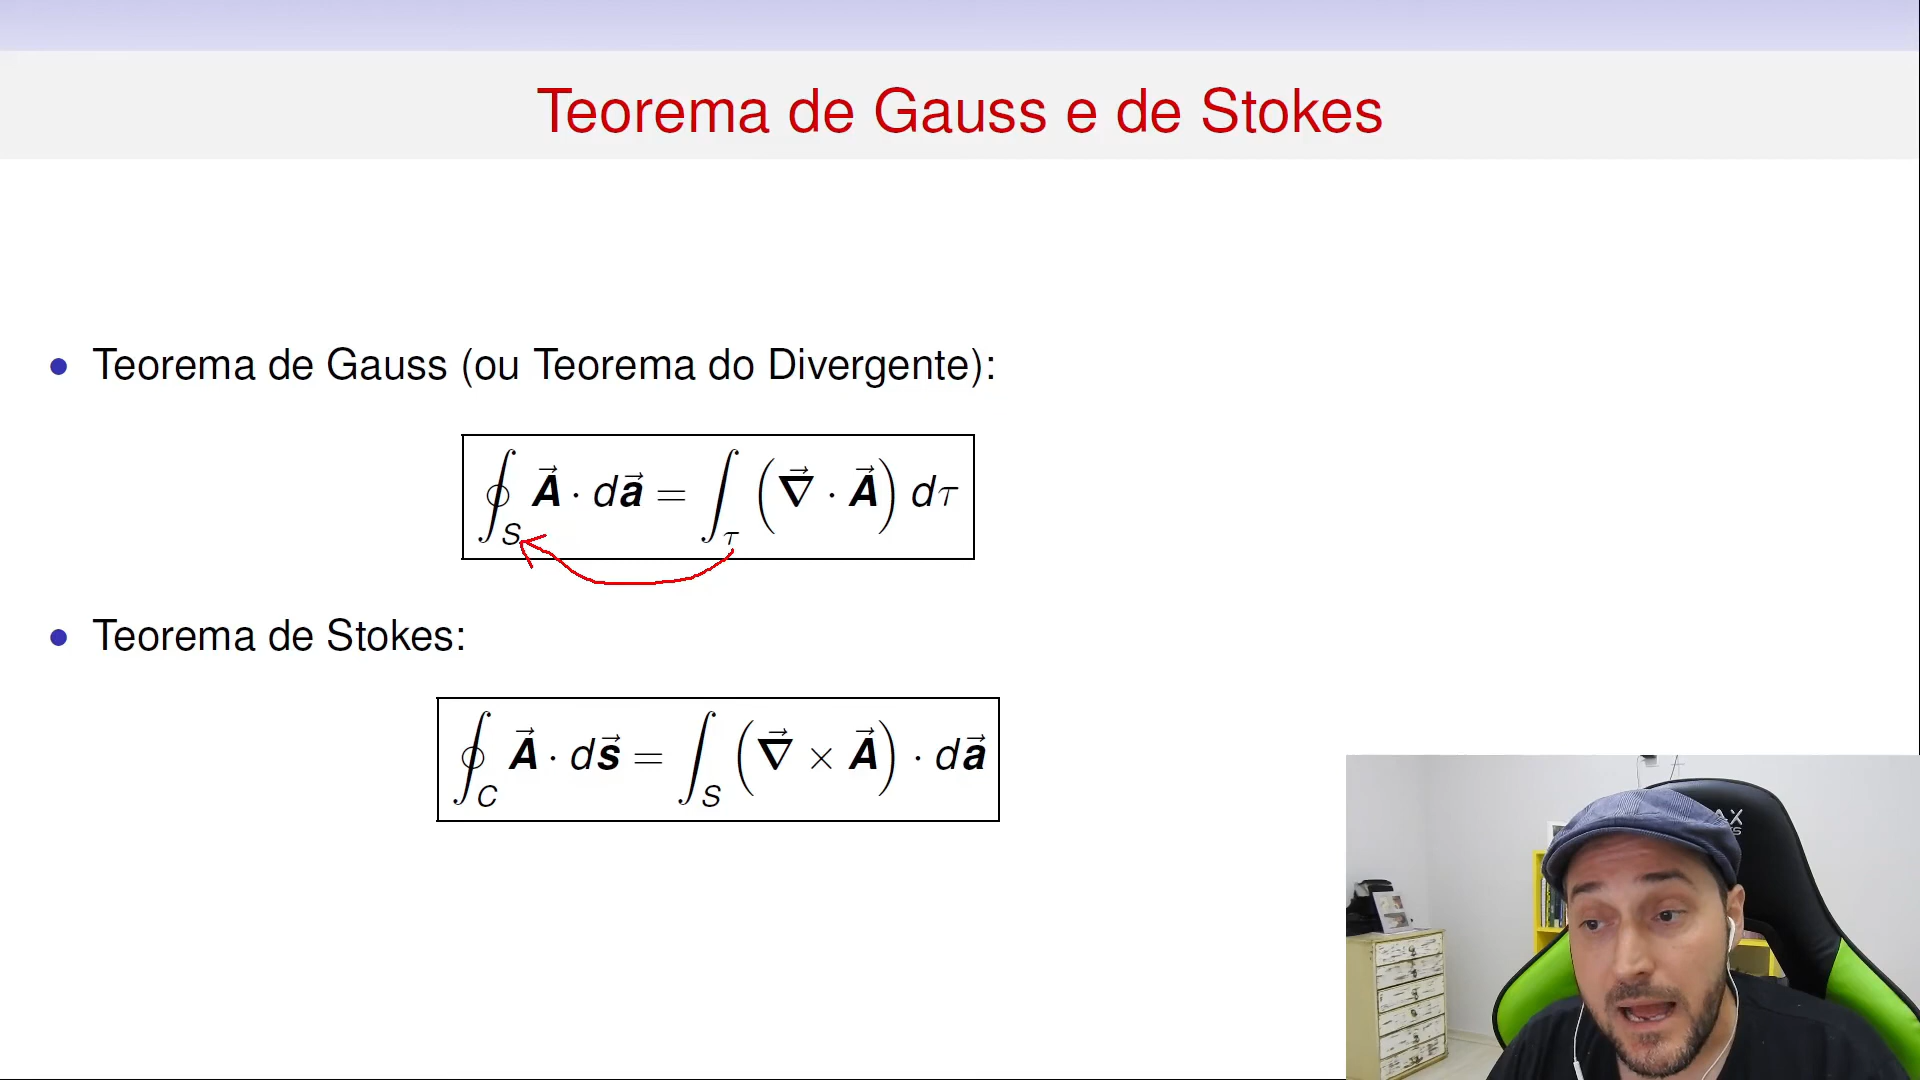 Teorema de Gauss e de Stokes
• Teorema de Gauss (ou Teorema do Divergente):
∮_S A⃗ · da⃗ = ∫_τ (∇⃗ · A⃗) dτ
• Teorema de Stokes:
∮_C A⃗ · ds⃗ = ∫_S (∇⃗ × A⃗) · da⃗